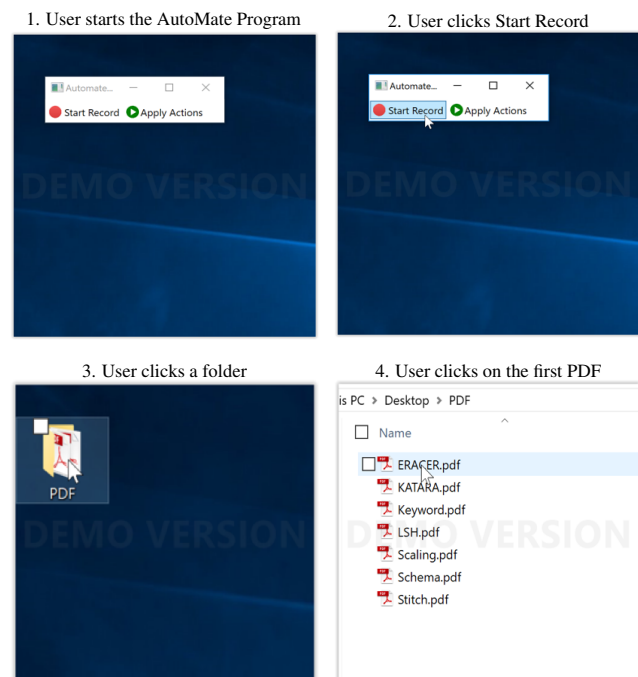 1. User starts the AutoMate Program
Automate...
Start Record Apply Actions
DEMO VERSION
2. User clicks Start Record
Automate...
Start Record Apply Actions
DEMO VERSION
3. User clicks a folder
PDF
DEMO VERSION
4. User clicks on the first PDF
is PC > Desktop > PDF
Name
ERACER.pdf
KATARA.pdf
Keyword.pdf
LSH.pdf
Scaling.pdf
Schema.pdf
Stitch.pdf
DEMO VERSION